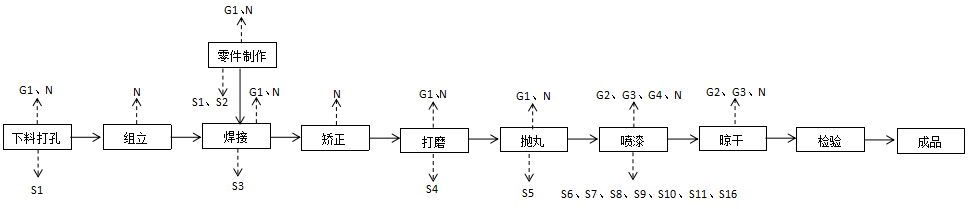 G1、N
零件制作
S1、S2
G1、N
N
G1、N
N
G1、N
G1、N
G2、G3、G4、N
G2、G3、N
下料打孔
组立
焊接
矫正
打磨
抛丸
喷漆
晾干
检验
成品
S1
S3
S4
S5
S6、S7、S8、S9、S10、S11、S16